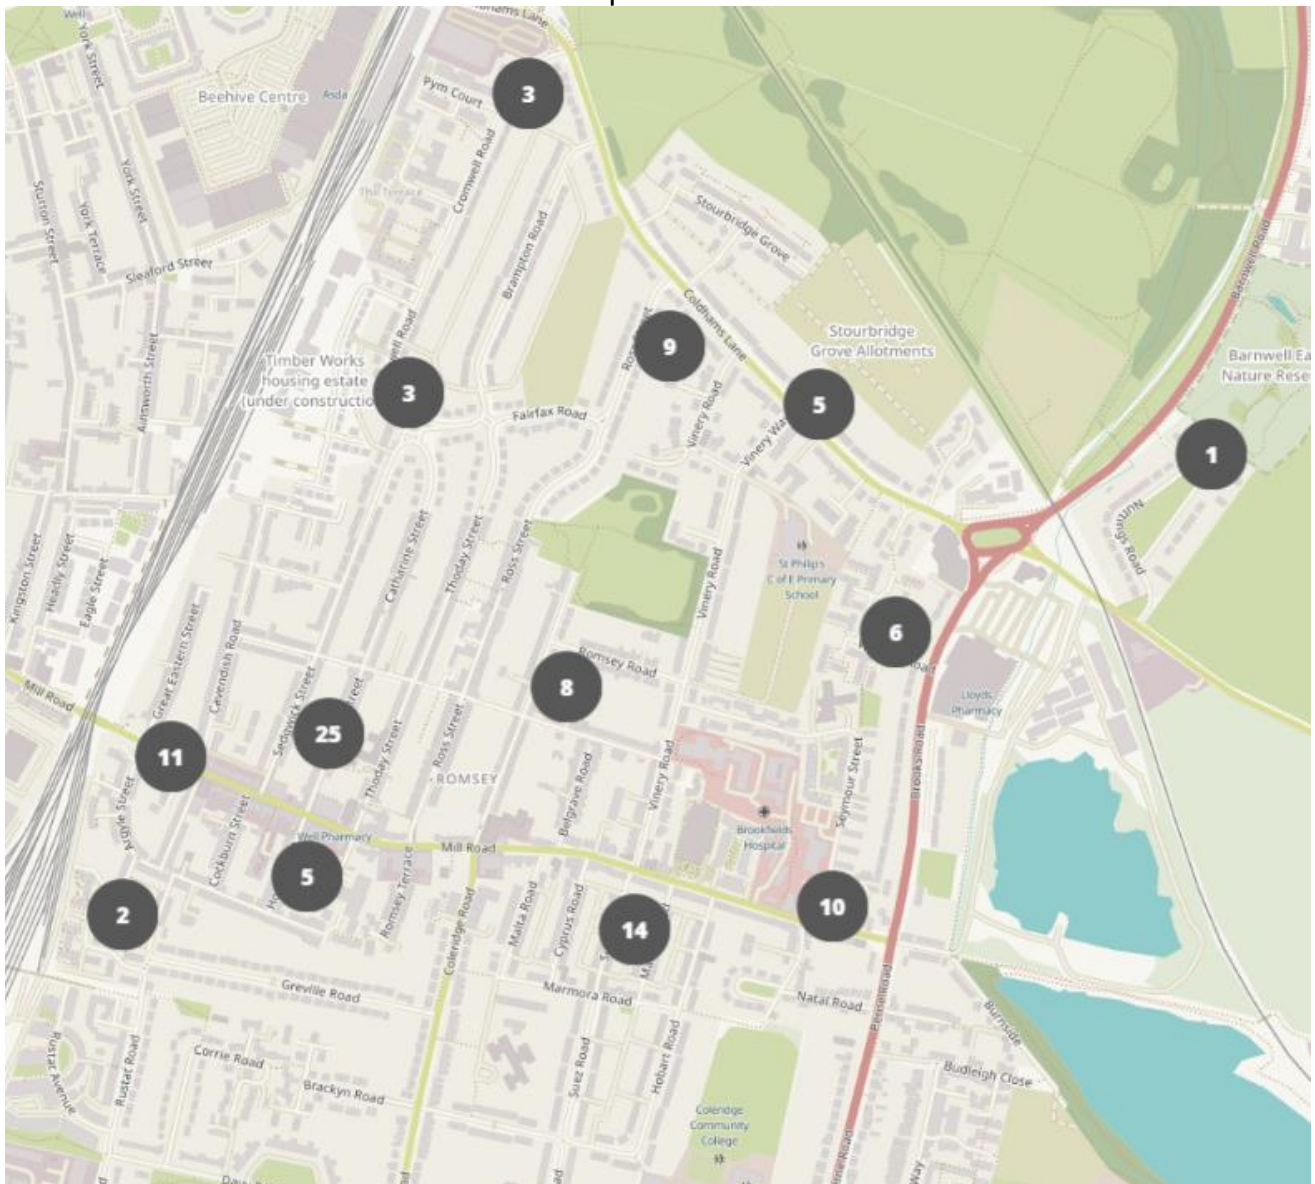 Well
York Street
Beehive Centre
Asda
Pym Court
3
Cromwell Road
The Terrace
York Street
York Terrace
Sturton Street
Sleaford Street
Brampton Road
Stourbridge Grove
Barnwell Road
Coldhams Lane
Ainsworth Street
Timber Works
housing estate
9
Stourbridge
Grove Allotments
3
5
Fairfax Road
Vinery Road
1
Nuttings Road
Kingston Street
Headly Street
Eagle Street
Catharine Street
Thoday Street
Ross Street
Vinery Road
St Philip's
C of E Primary
School
Great Eastern Street
Cavendish Road
Sedgwick Street
Romsey Road
6
8
Lloyds
Pharmacy
Mill Road
25
11
Thoday Street
Ross Street
ROMSEY
Belgrave Road
Vinery Road
Seymour Street
Brooks Road
Argyle Street
Cockburn Street
Well Pharmacy
Mill Road
Brookfields
Hospital
5
2
Romsey Terrace
Coleridge Road
Malta Road
Cyprus Road
14
10
Greville Road
Marmora Road
Natal Road
Perne Road
Burnside
Rustat Avenue
Rustat Road
Corrie Road
Brackyn Road
Suez Road
Hobart Road
Budleigh Close
Coleridge
Community
College